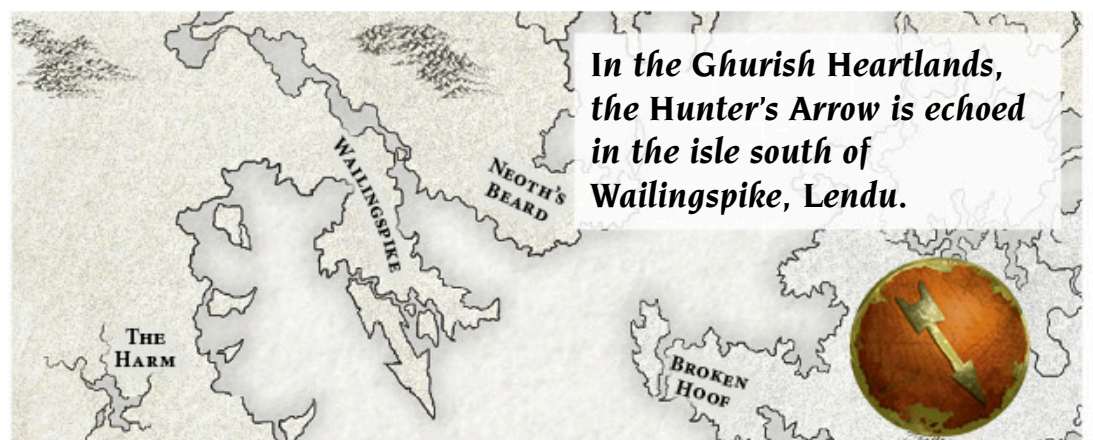 In the Ghurish Heartlands,
the Hunter's Arrow is echoed
in the isle south of
Wailingspike, Lendu.
WAILINGSPIKE
NEOTH'S
BEARD
THE
HARM
BROKEN
HOOF